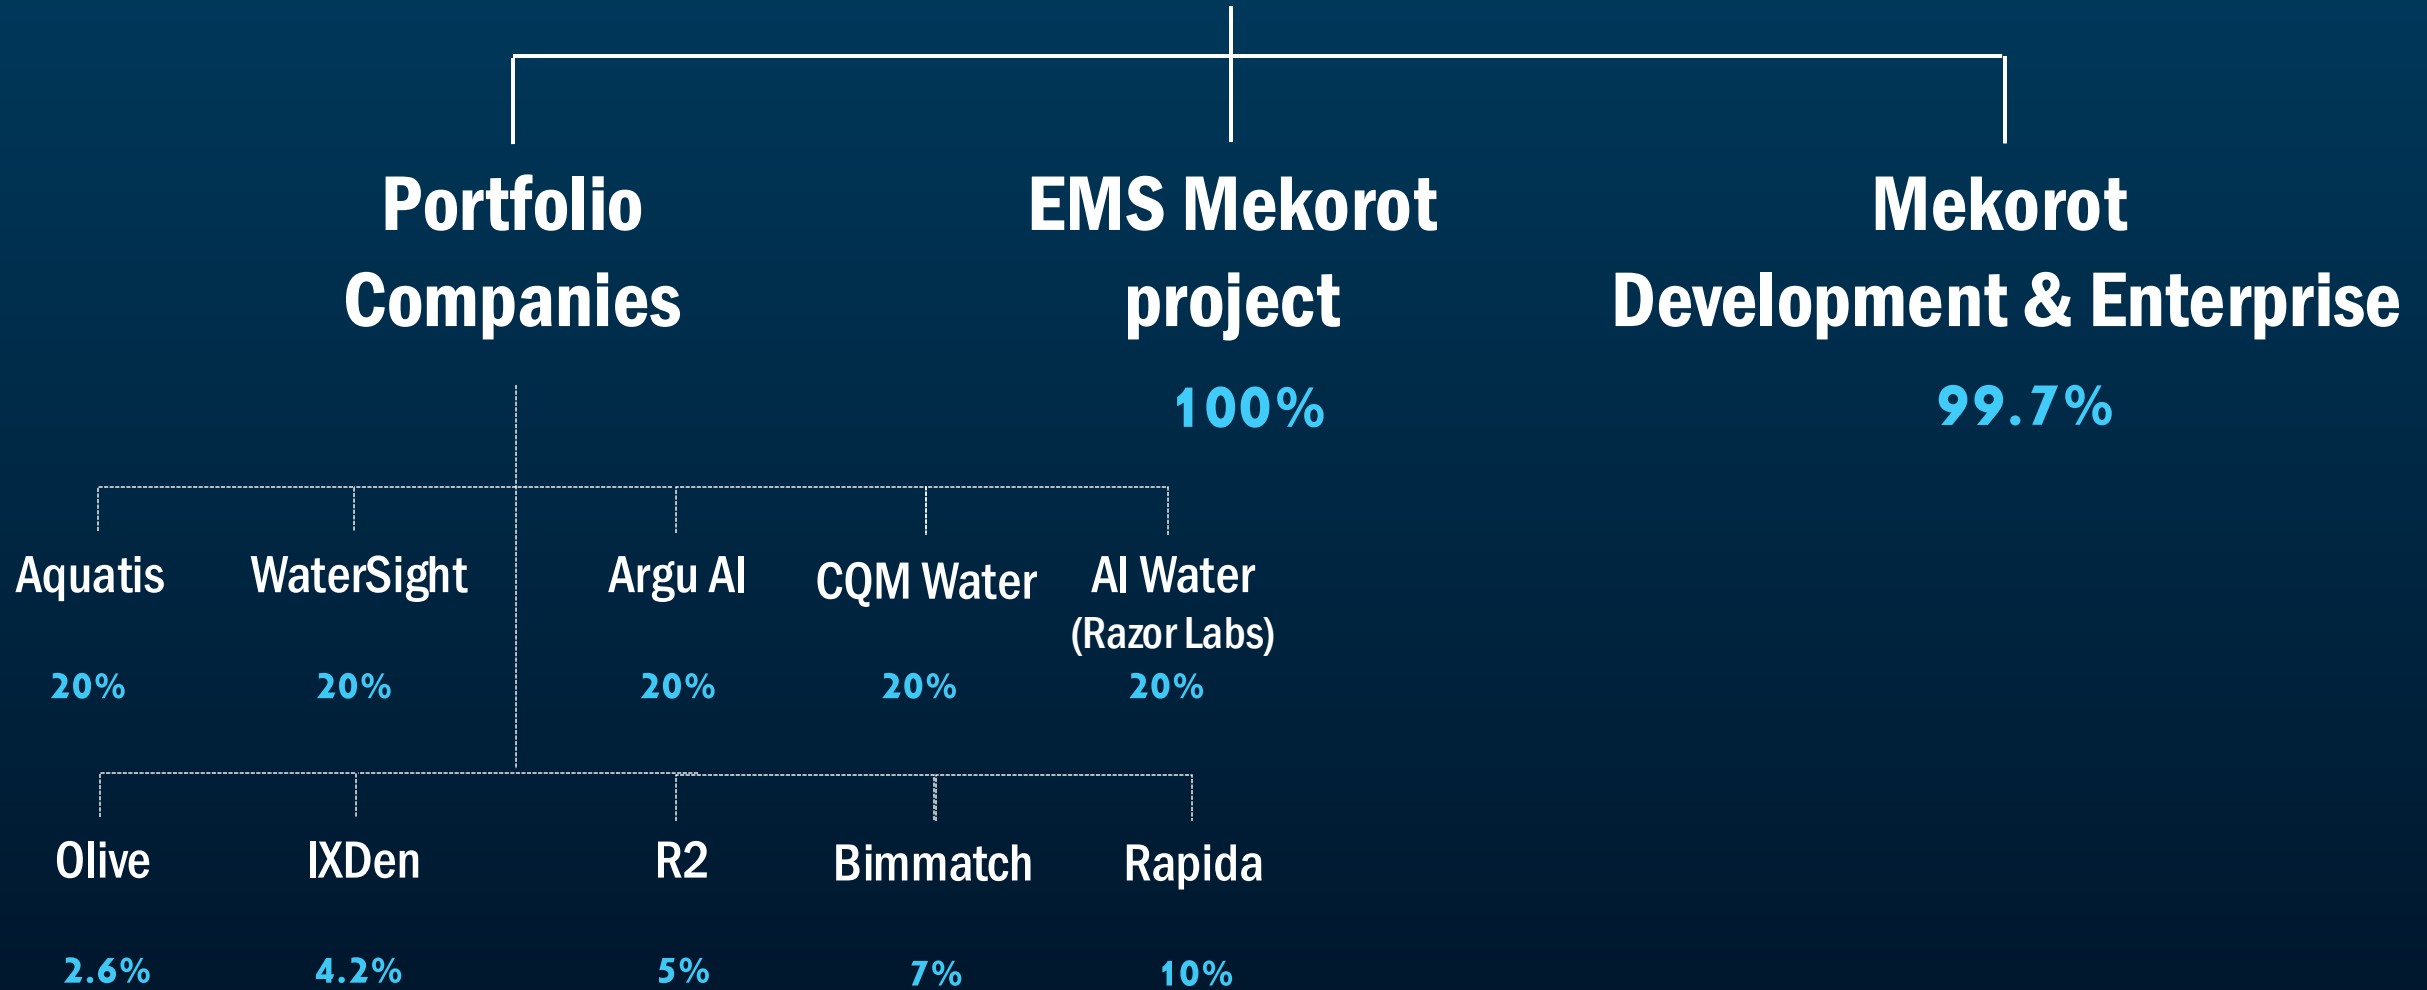 Portfolio
Companies
EMS Mekorot
project
100%
Mekorot
Development & Enterprise
99.7%
Aquatis
20%
WaterSight
20%
Argu AI
20%
CQM Water
20%
AI Water
(Razor Labs)
20%
Olive
2.6%
IXDen
4.2%
R2
5%
Bimmatch
7%
Rapida
10%